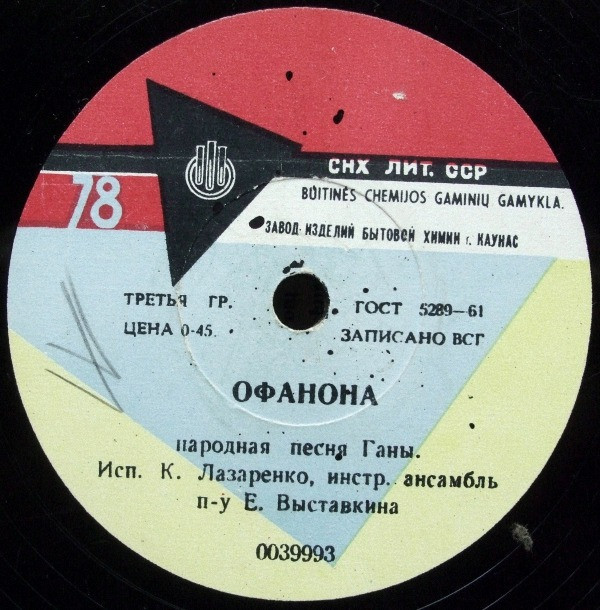 СНХ ЛИТ. ССР
78
BUITINĖS CHEMIJOS GAMINIŲ GAMYKLA.
ЗАВОД ИЗДЕЛИЙ БЫТОВОЙ ХИМИИ г. КАУНАС
ТРЕТЬЯ ГР. ГОСТ 5289—61
ЦЕНА 0-45. ЗАПИСАНО ВСГ
ОФАНОНА
народная песня Ганы.
Исп. К. Лазаренко, инстр. ансамбль
п-у Е. Выставкина
0039993